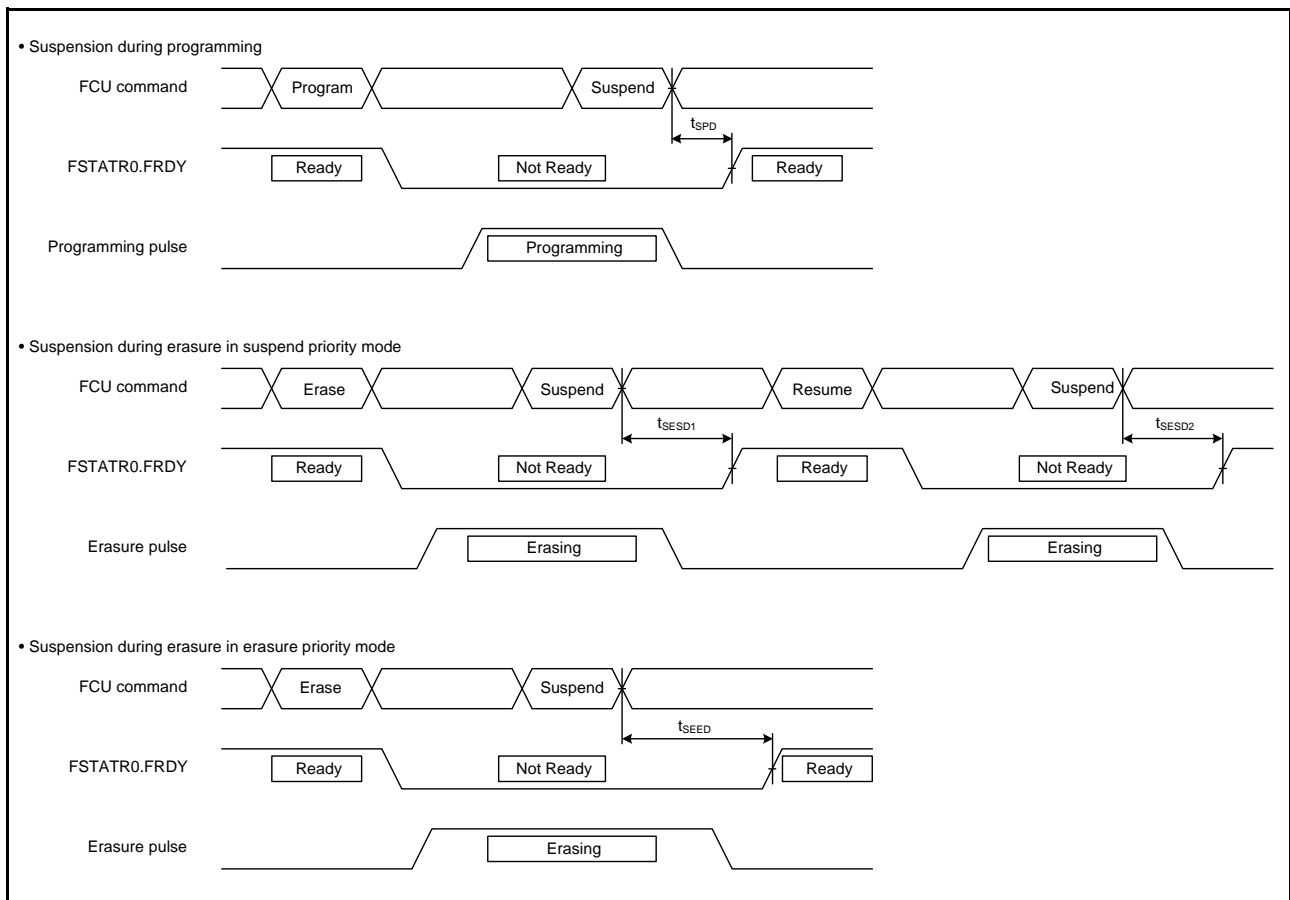 • Suspension during programming
FCU command
Program
Suspend
tSPD
FSTATR0.FRDY
Ready
Not Ready
Ready
Programming pulse
Programming
• Suspension during erasure in suspend priority mode
FCU command
Erase
Suspend
Resume
Suspend
tSESD1
tSESD2
FSTATR0.FRDY
Ready
Not Ready
Ready
Not Ready
Erasure pulse
Erasing
Erasing
• Suspension during erasure in erasure priority mode
FCU command
Erase
Suspend
tSEED
FSTATR0.FRDY
Ready
Not Ready
Ready
Erasure pulse
Erasing